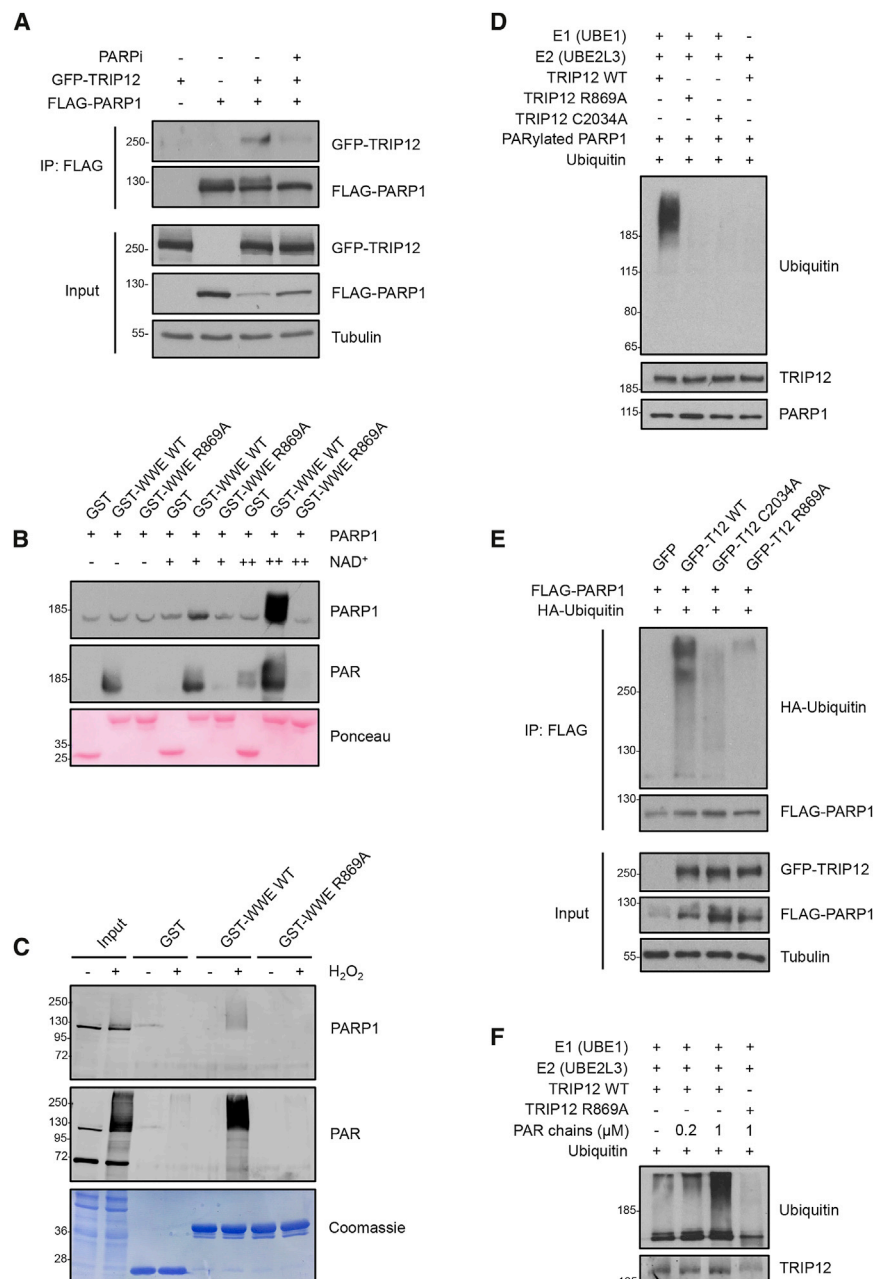 A
PARPi - - - +
GFP-TRIP12 + - + +
FLAG-PARP1 - + + +
IP: FLAG
250- GFP-TRIP12
130- FLAG-PARP1
Input
250- GFP-TRIP12
130- FLAG-PARP1
55- Tubulin
B
GST GST-WWE WT GST-WWE R869A GST GST-WWE WT GST-WWE R869A GST GST-WWE WT GST-WWE R869A
+ + + + + + + + + PARP1
- - - + + + ++ ++ ++ NAD+
185- PARP1
185- PAR
35-
25-
Ponceau
C
Input GST GST-WWE WT GST-WWE R869A
- + - + - + - + H2O2
250-
130-
95-
72-
PARP1
250-
130-
95-
72-
PAR
36-
28-
Coomassie
D
E1 (UBE1) + + + -
E2 (UBE2L3) + + + +
TRIP12 WT + - - +
TRIP12 R869A - + - -
TRIP12 C2034A - - + -
PARylated PARP1 + + + +
Ubiquitin + + + +
185-
115-
80-
65-
Ubiquitin
185- TRIP12
115- PARP1
E
GFP GFP-T12 WT GFP-T12 C2034A GFP-T12 R869A
FLAG-PARP1 + + + +
HA-Ubiquitin + + + +
IP: FLAG
250-
130-
HA-Ubiquitin
130- FLAG-PARP1
Input
250- GFP-TRIP12
130- FLAG-PARP1
55- Tubulin
F
E1 (UBE1) + + + +
E2 (UBE2L3) + + + +
TRIP12 WT + + + -
TRIP12 R869A - - - +
PAR chains (µM) - 0.2 1 1
Ubiquitin + + + +
185- Ubiquitin
TRIP12